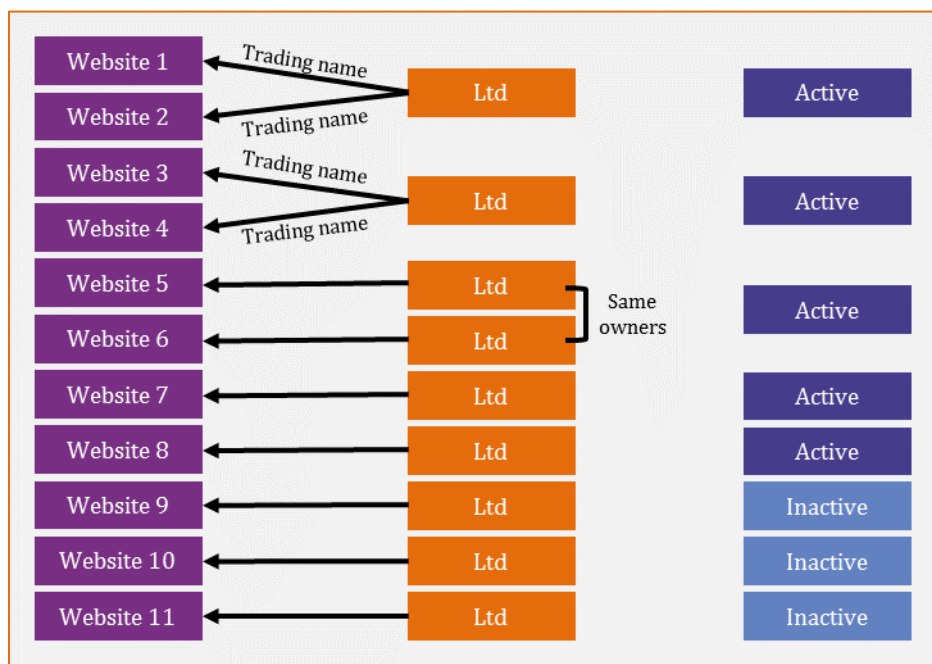 Website 1
Trading name
Ltd
Active
Website 2
Trading name
Website 3
Trading name
Ltd
Active
Website 4
Trading name
Website 5
Ltd
Same
owners
Active
Website 6
Ltd
Website 7
Ltd
Active
Website 8
Ltd
Active
Website 9
Ltd
Inactive
Website 10
Ltd
Inactive
Website 11
Ltd
Inactive